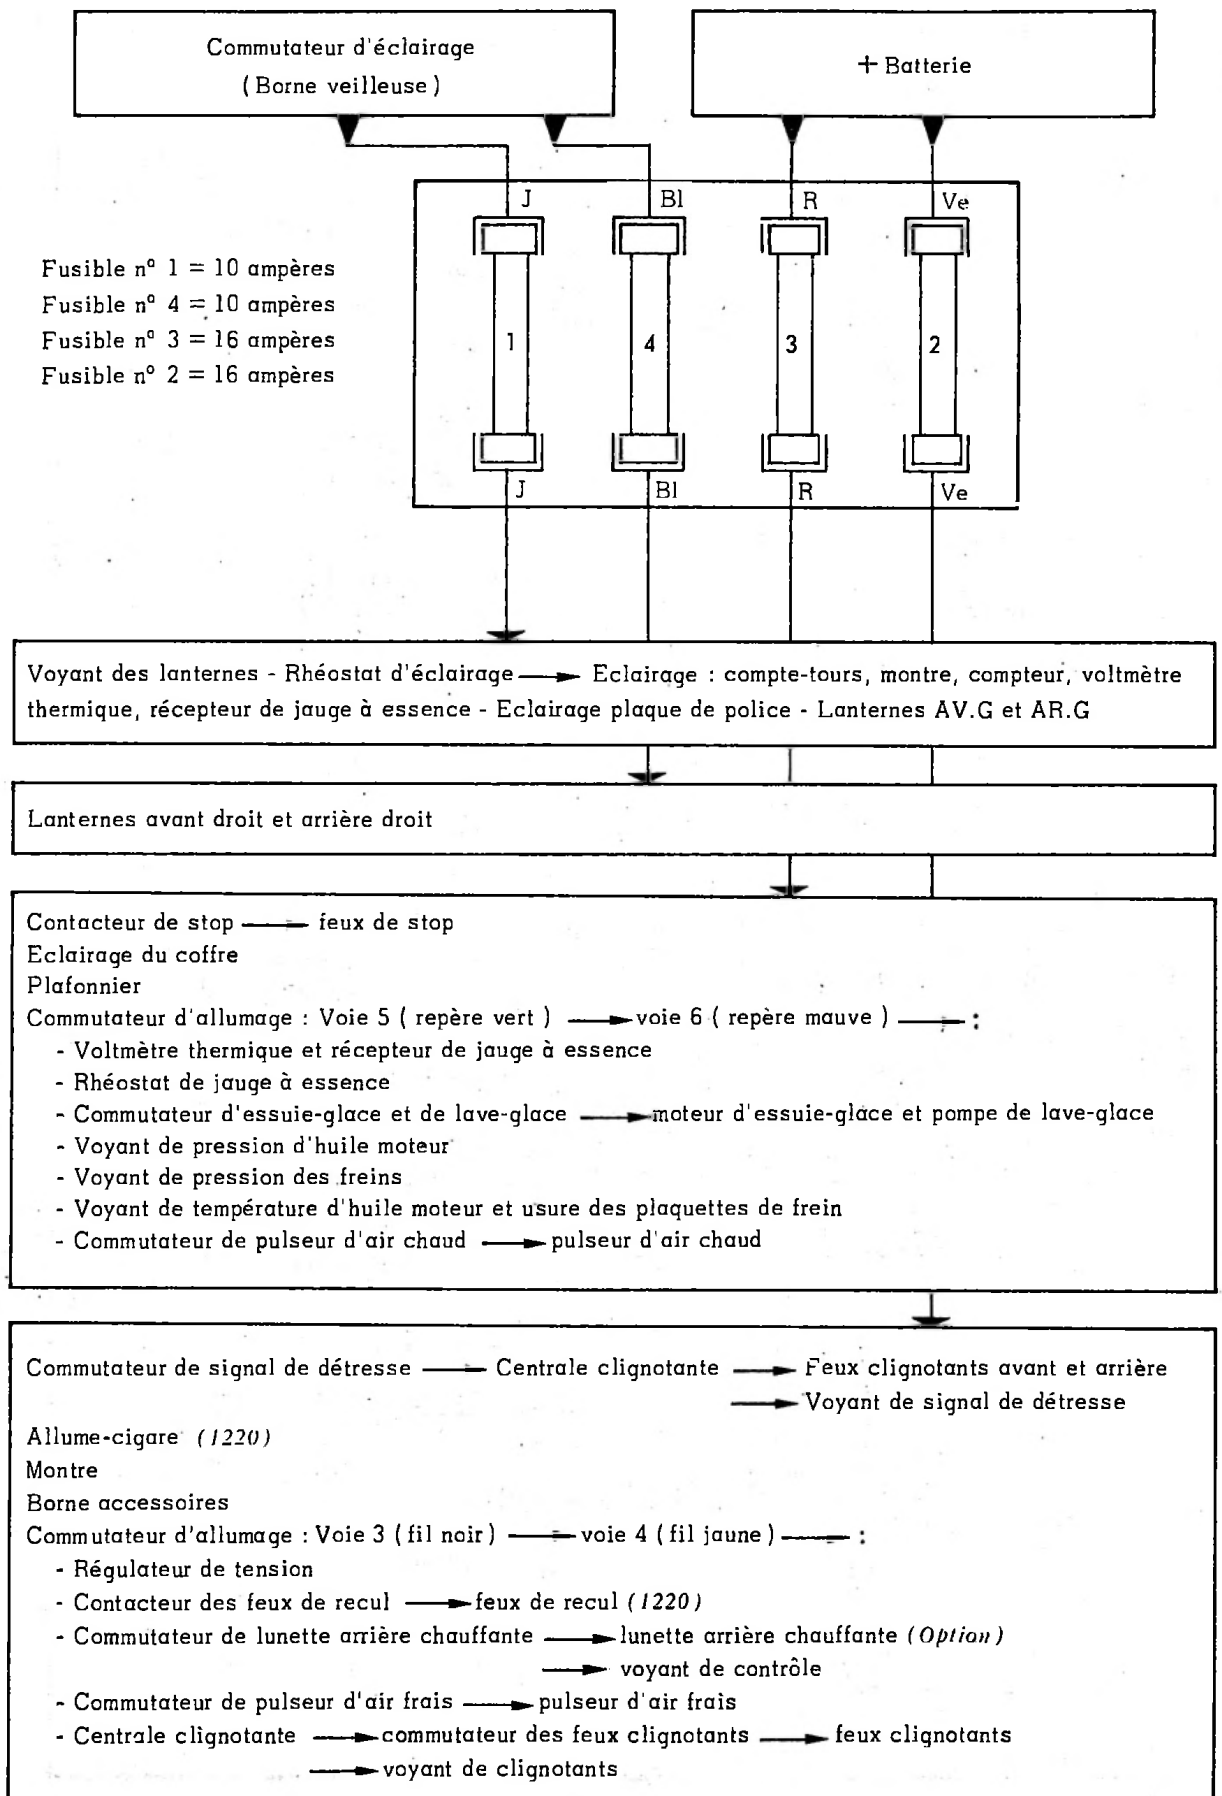 Commutateur d'éclairage
( Borne veilleuse )
+ Batterie
J Bl R Ve
Fusible nº 1 = 10 ampères
Fusible nº 4 = 10 ampères
Fusible nº 3 = 16 ampères
Fusible nº 2 = 16 ampères
1 4 3 2
J Bl R Ve
Voyant des lanternes - Rhéostat d'éclairage → Eclairage : compte-tours, montre, compteur, voltmètre
thermique, récepteur de jauge à essence - Eclairage plaque de police - Lanternes AV.G et AR.G
Lanternes avant droit et arrière droit
Contacteur de stop → feux de stop
Eclairage du coffre
Plafonnier
Commutateur d'allumage : Voie 5 ( repère vert ) → voie 6 ( repère mauve ) → :
- Voltmètre thermique et récepteur de jauge à essence
- Rhéostat de jauge à essence
- Commutateur d'essuie-glace et de lave-glace → moteur d'essuie-glace et pompe de lave-glace
- Voyant de pression d'huile moteur
- Voyant de pression des freins
- Voyant de température d'huile moteur et usure des plaquettes de frein
- Commutateur de pulseur d'air chaud → pulseur d'air chaud
Commutateur de signal de détresse → Centrale clignotante → Feux clignotants avant et arrière
→ Voyant de signal de détresse
Allume-cigare (1220)
Montre
Borne accessoires
Commutateur d'allumage : Voie 3 ( fil noir ) → voie 4 ( fil jaune ) → :
- Régulateur de tension
- Contacteur des feux de recul → feux de recul (1220)
- Commutateur de lunette arrière chauffante → lunette arrière chauffante (Option)
→ voyant de contrôle
- Commutateur de pulseur d'air frais → pulseur d'air frais
- Centrale clignotante → commutateur des feux clignotants → feux clignotants
→ voyant de clignotants